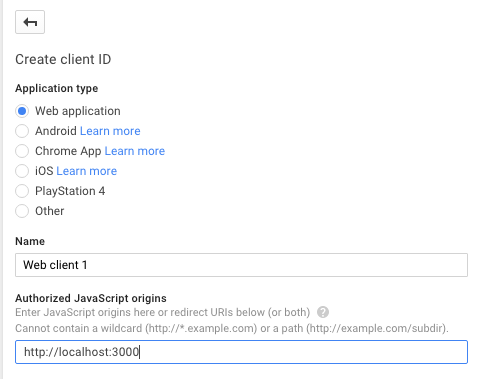 Create client ID
Application type
Web application
Android Learn more
Chrome App Learn more
iOS Learn more
PlayStation 4
Other
Name
Web client 1
Authorized JavaScript origins
Enter JavaScript origins here or redirect URIs below (or both) ?
Cannot contain a wildcard (http://*.example.com) or a path (http://example.com/subdir).
http://localhost:3000